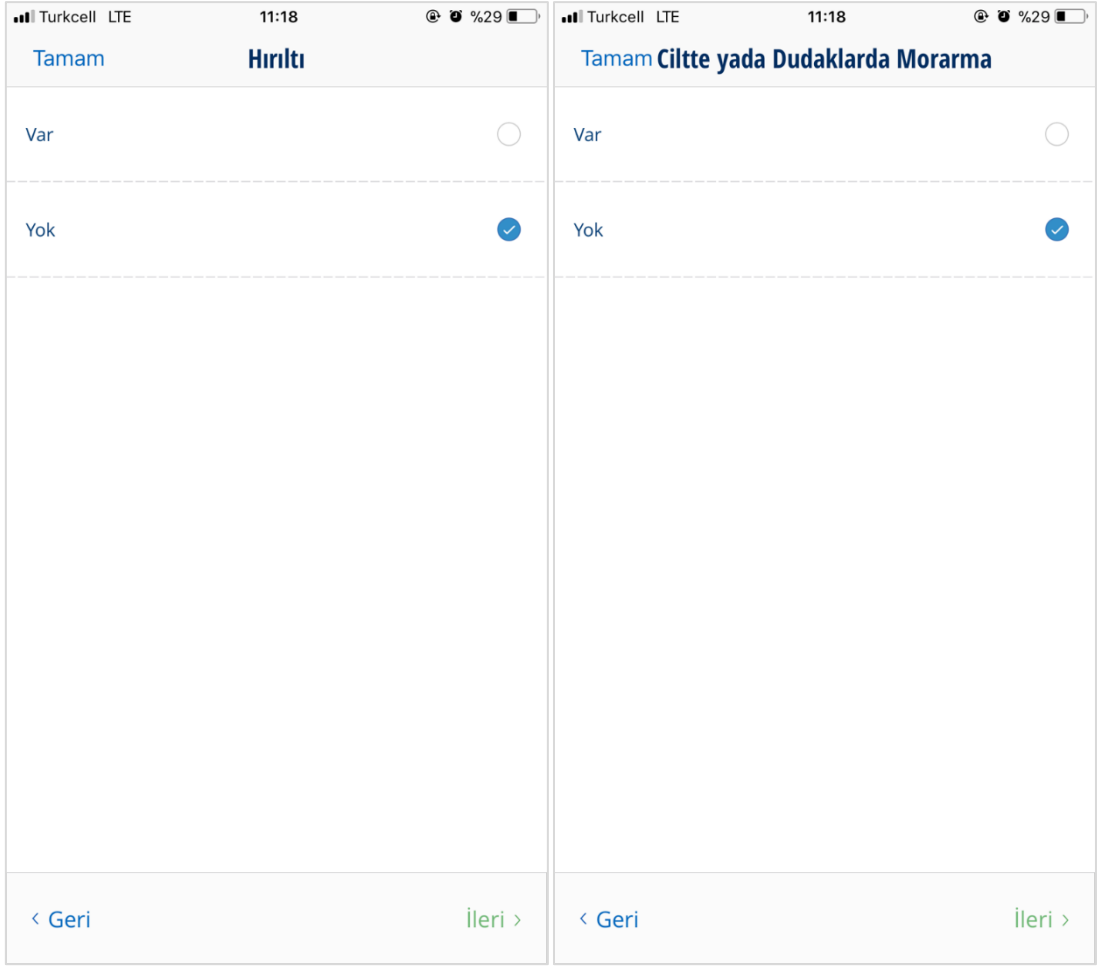 Turkcell LTE 11:18 %29
Tamam Hırıltı
Var
Yok
< Geri İleri >
Turkcell LTE 11:18 %29
Tamam Ciltte yada Dudaklarda Morarma
Var
Yok
< Geri İleri >